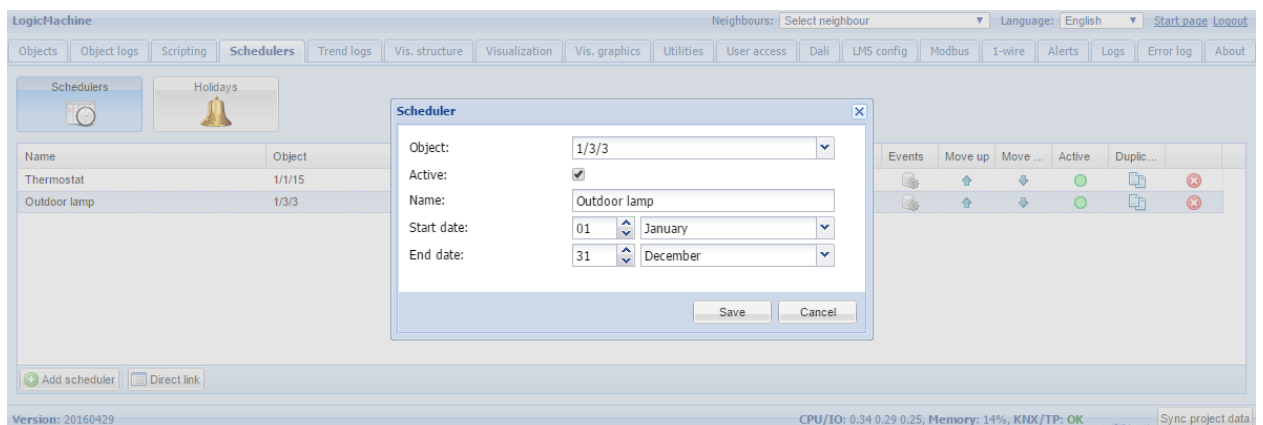 LogicMachine Neighbours: Select neighbour Language: English Start page Logout
Objects Object logs Scripting Schedulers Trend logs Vis. structure Visualization Vis. graphics Utilities User access Dali LM5 config Modbus 1-wire Alerts Logs Error log About
Schedulers Holidays
Scheduler
Object: 1/3/3
Active:
Name: Outdoor lamp
Start date: 01 January
End date: 31 December
Save Cancel
Name Object Events Move up Move ... Active Duplic...
Thermostat 1/1/15
Outdoor lamp 1/3/3
Add scheduler Direct link
Version: 20160429 CPU/IO: 0.34 0.29 0.25, Memory: 14%, KNX/TP: OK Sync project data